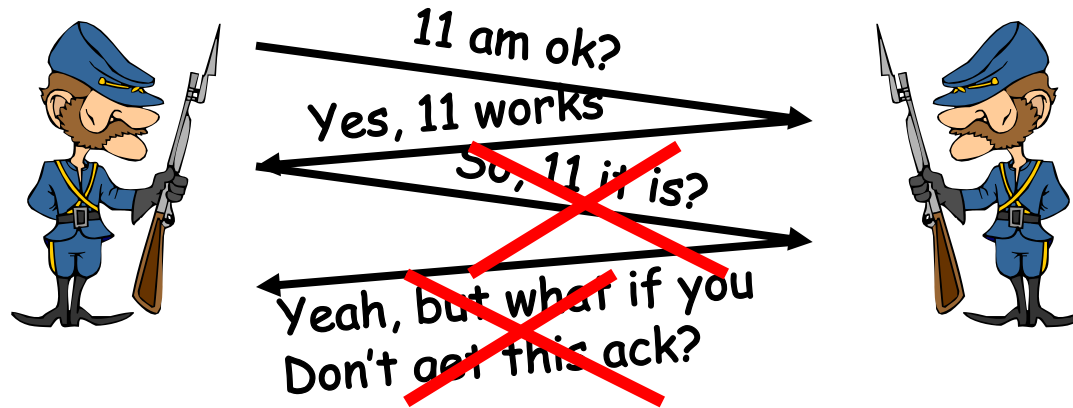 11 am ok?
Yes, 11 works
So, 11 it is?
Yeah, but what if you
Don't get this ack?